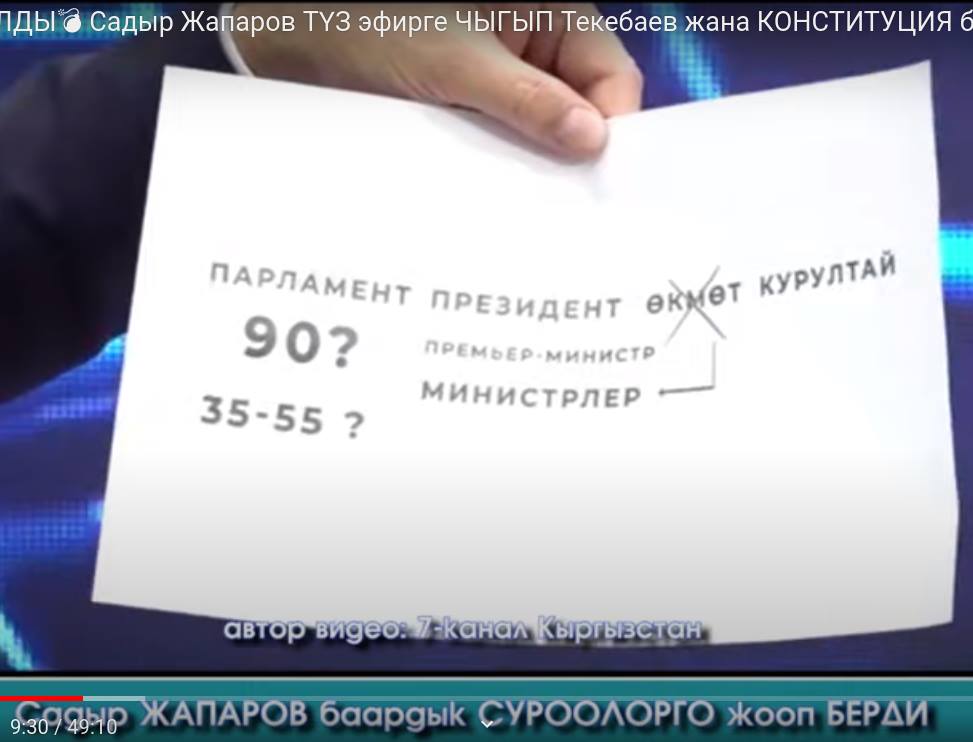 ЛДЫ💣 Садыр Жапаров ТҮЗ эфирге ЧЫГЫП Текебаев жана КОНСТИТУЦИЯ б
ПАРЛАМЕНТ ПРЕЗИДЕНТ ӨКМӨТ КУРУЛТАЙ
90? ПРЕМЬЕР-МИНИСТР
МИНИСТРЛЕР
35-55 ?
автор видео: 7-канал Кыргызстан
Садыр ЖАПАРОВ баардык СУРООЛОРГО жооп БЕРДИ
9:30 / 49:10